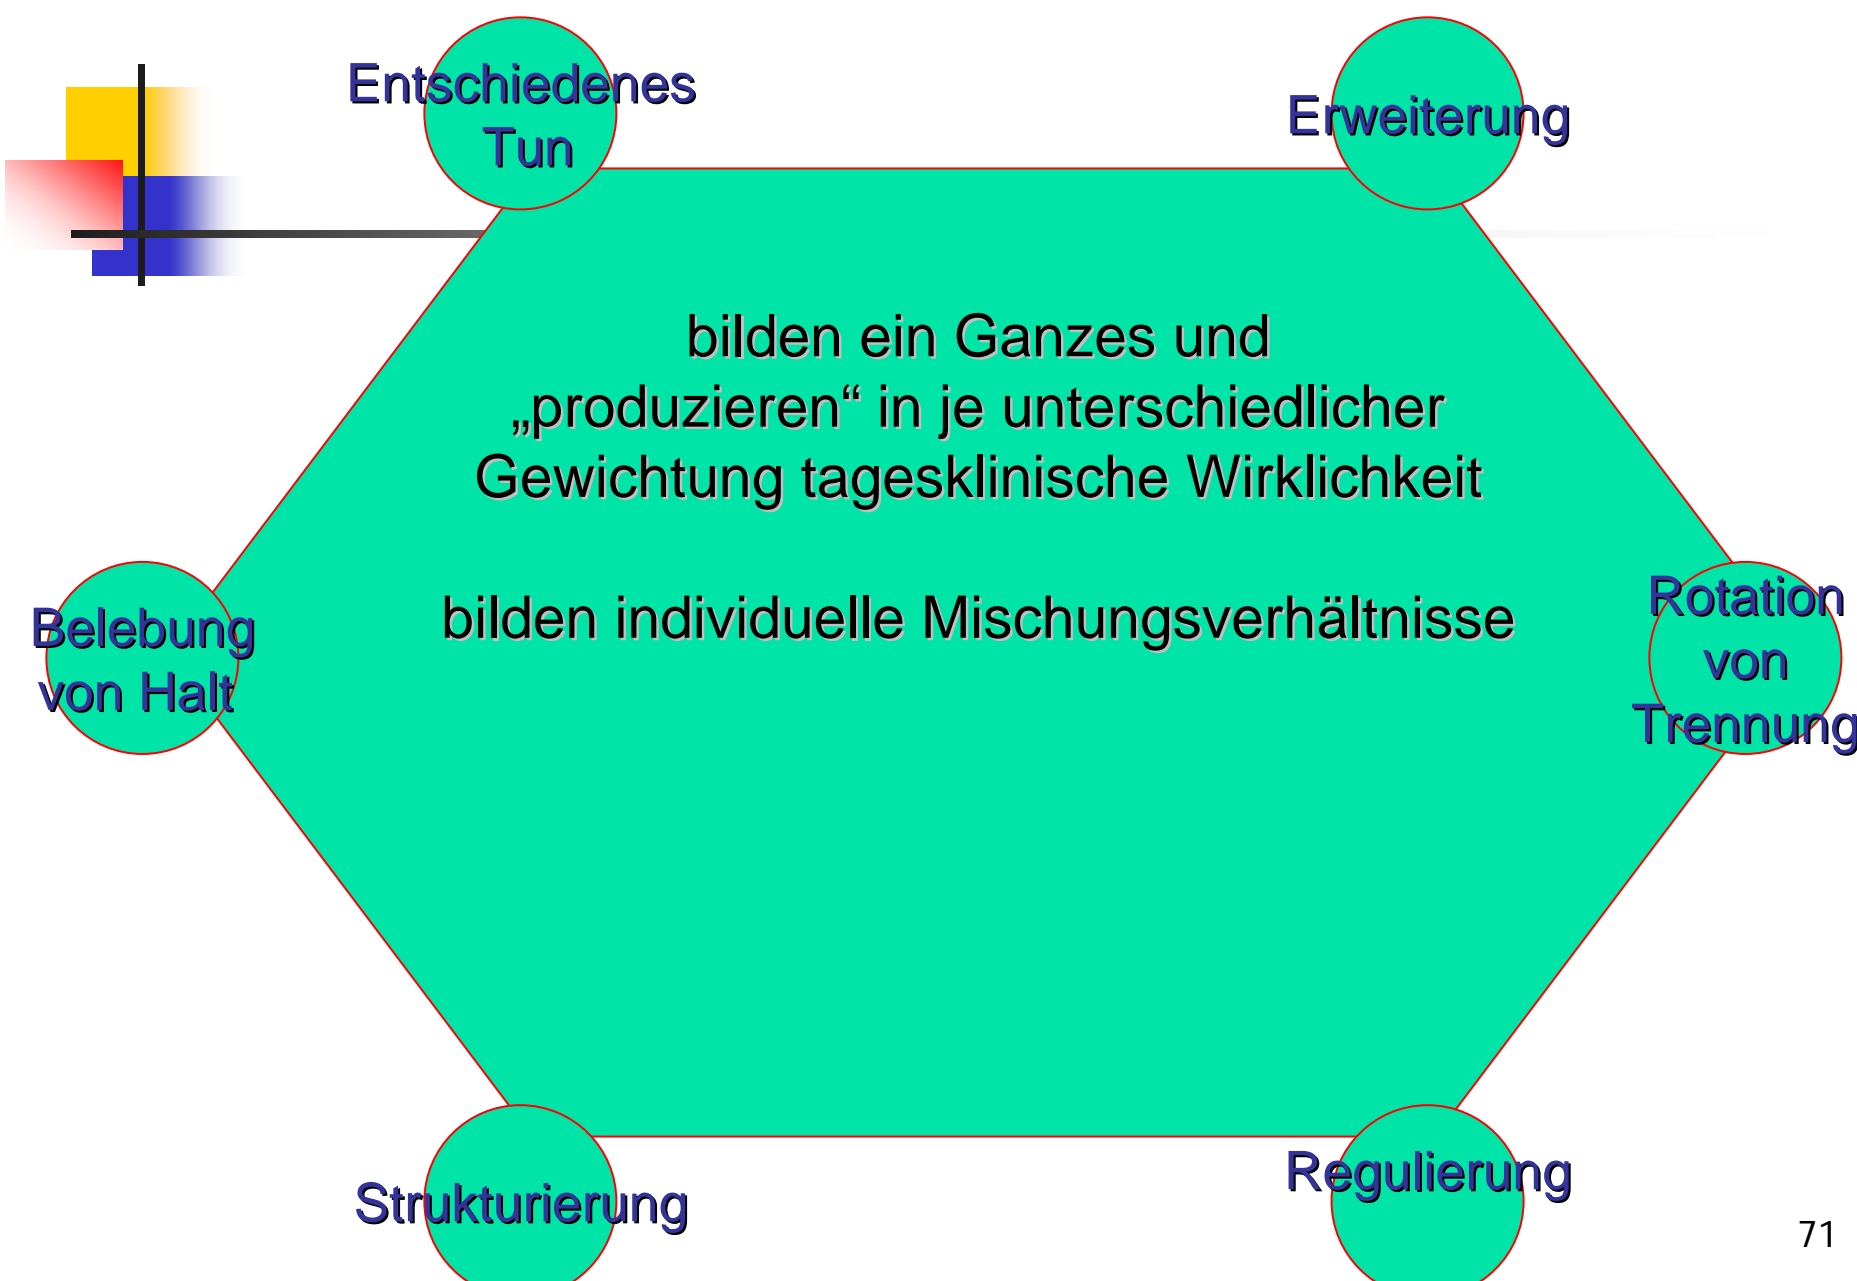 Entschiedenes
Tun
Erweiterung
bilden ein Ganzes und
„produzieren“ in je unterschiedlicher
Gewichtung tagesklinische Wirklichkeit
bilden individuelle Mischungsverhältnisse
Belebung
von Halt
Rotation
von
Trennung
Strukturierung
Regulierung
71